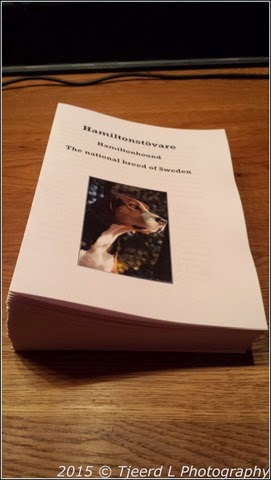 Hamiltonstövare
Hamiltonhound
The national breed of Sweden
2015 © Tjeerd L Photography